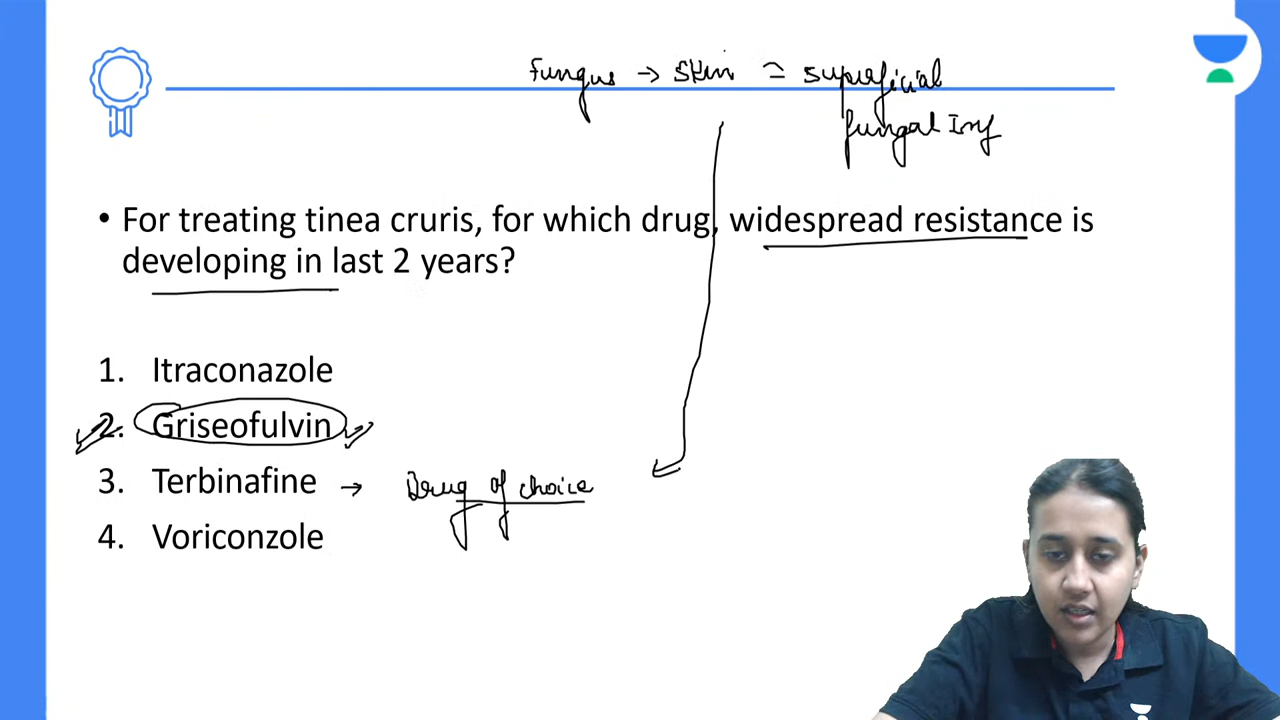 fungus → skin = superficial
fungal Inf
• For treating tinea cruris, for which drug, widespread resistance is
developing in last 2 years?
1. Itraconazole
2. Griseofulvin
3. Terbinafine → Drug of choice
4. Voriconzole